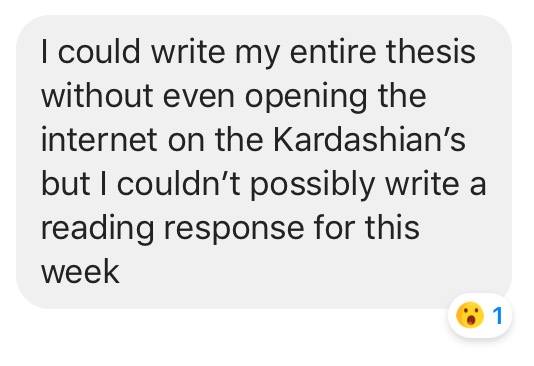 I could write my entire thesis
without even opening the
internet on the Kardashian’s
but I couldn’t possibly write a
reading response for this
week
1